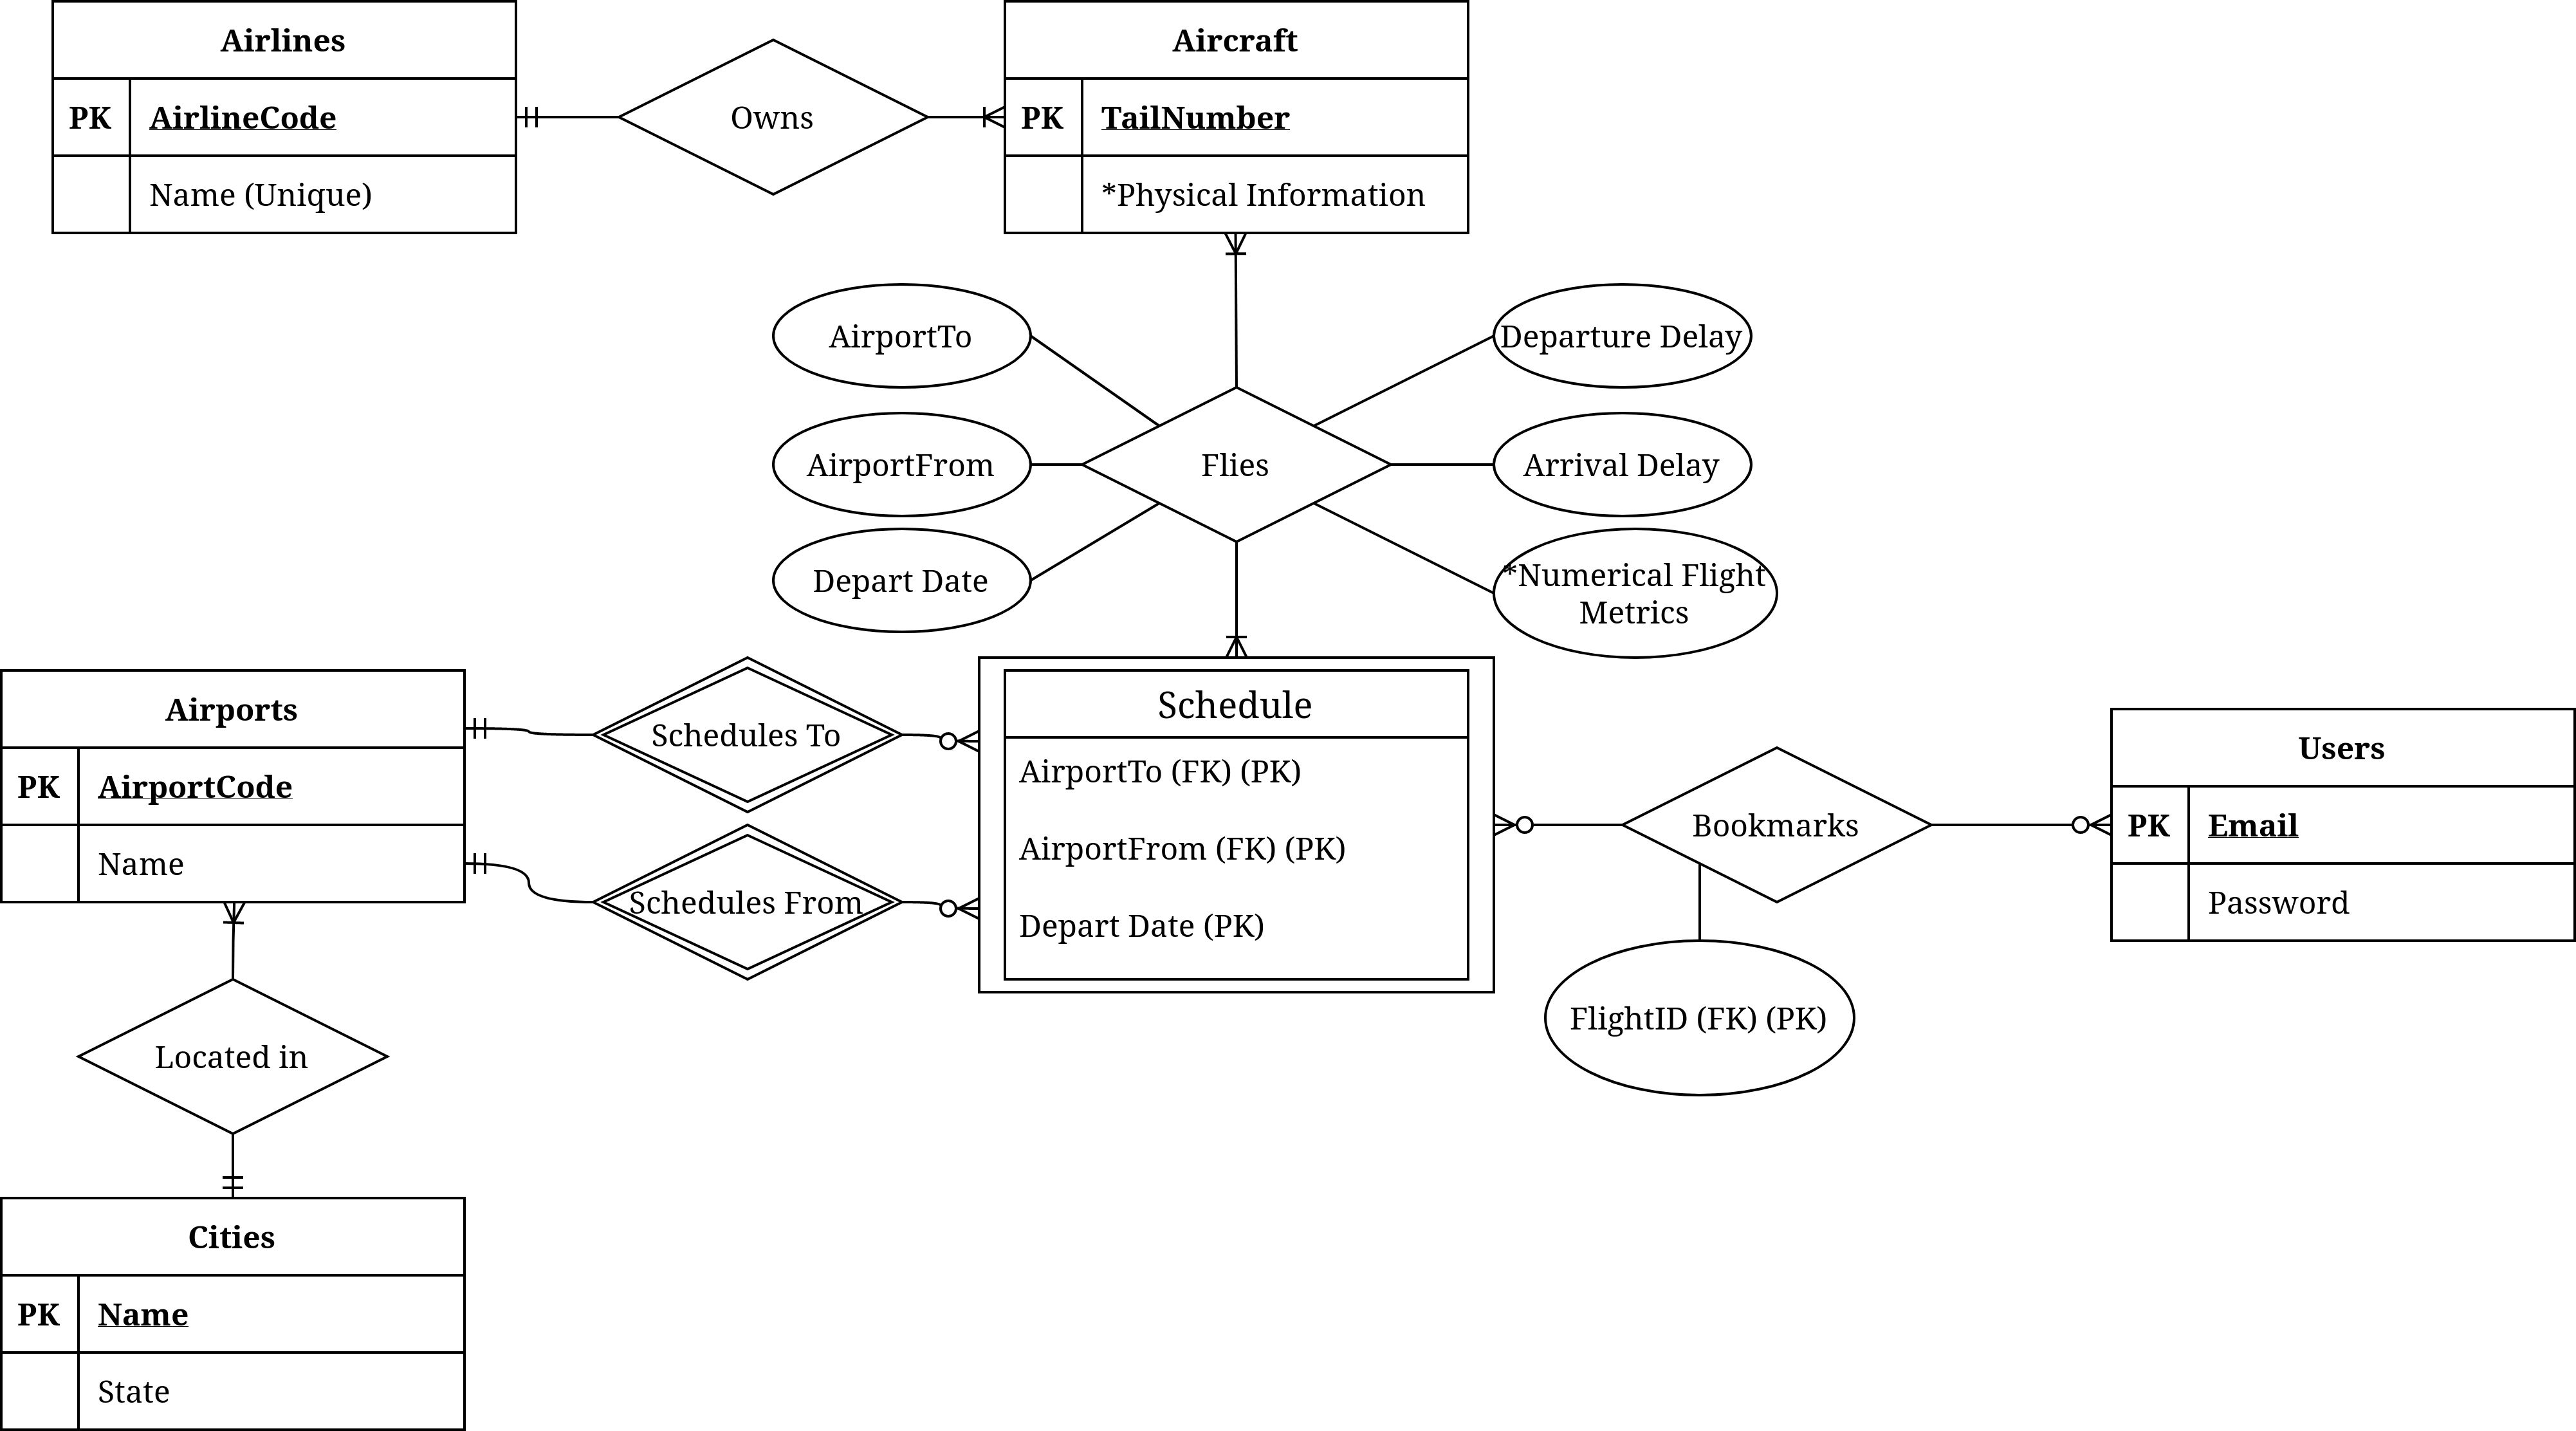 Airlines
PK AirlineCode
Name (Unique)
Owns
Aircraft
PK TailNumber
*Physical Information
AirportTo
AirportFrom
Depart Date
Flies
Departure Delay
Arrival Delay
*Numerical Flight
Metrics
Airports
PK AirportCode
Name
Schedules To
Schedules From
Schedule
AirportTo (FK) (PK)
AirportFrom (FK) (PK)
Depart Date (PK)
Bookmarks
FlightID (FK) (PK)
Users
PK Email
Password
Located in
Cities
PK Name
State